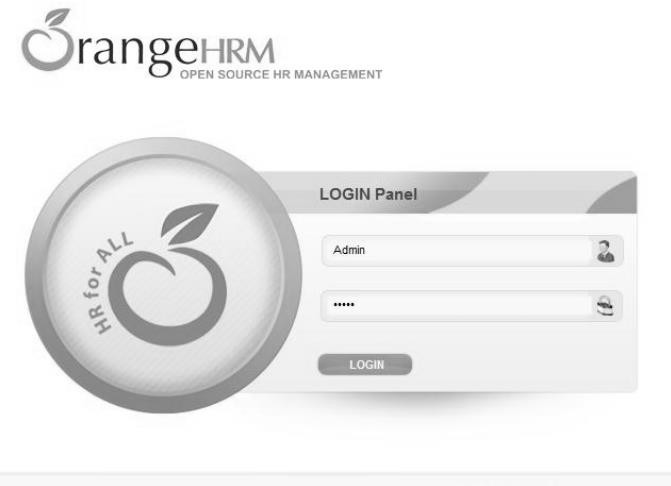 OrangeHRM
OPEN SOURCE HR MANAGEMENT
LOGIN Panel
HR for ALL
Admin
•••••
LOGIN